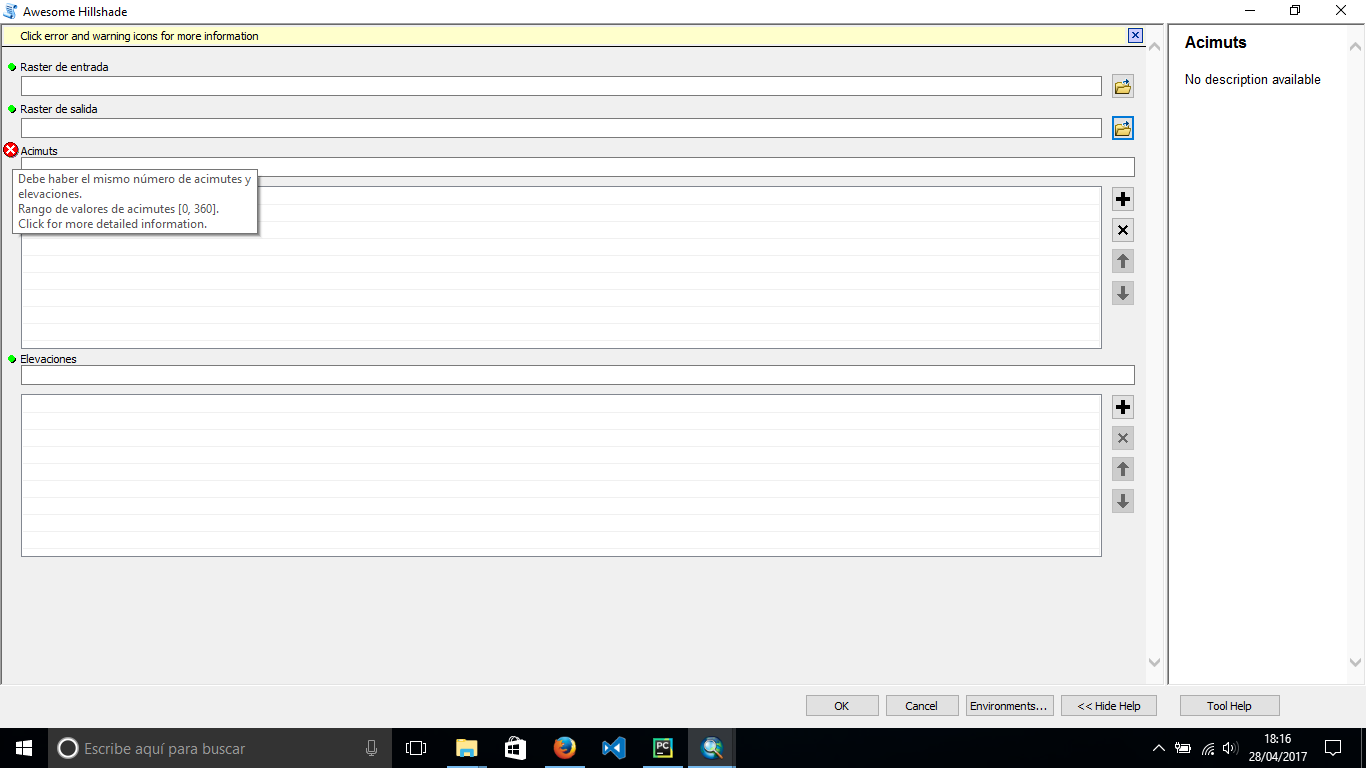 Awesome Hillshade
Click error and warning icons for more information
Raster de entrada
Raster de salida
Acimuts
Debe haber el mismo número de acimutes y
elevaciones.
Rango de valores de acimutes [0, 360].
Click for more detailed information.
Elevaciones
Acimuts
No description available
OK
Cancel
Environments...
<< Hide Help
Tool Help
Escribe aquí para buscar
PC
18:16
28/04/2017